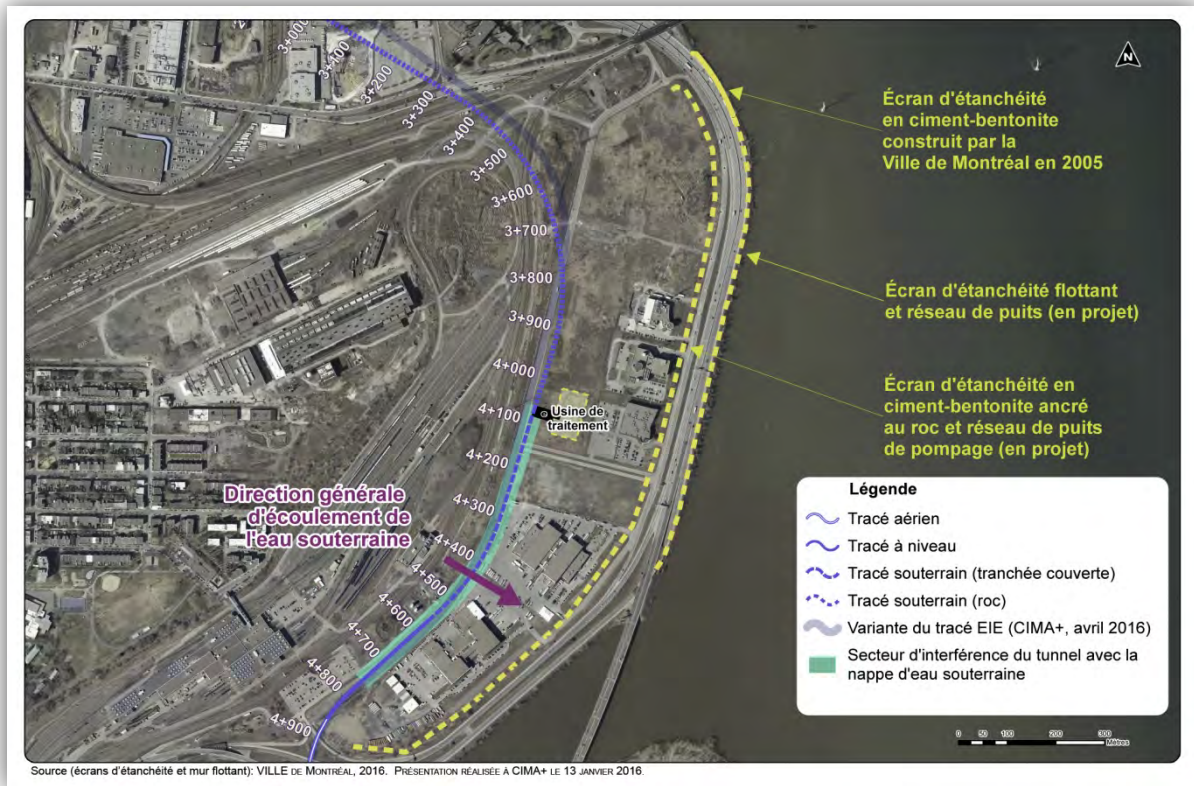 N
Écran d'étanchéité
en ciment-bentonite
construit par la
Ville de Montréal en 2005
3+000
3+100
3+200
3+300
3+400
3+500
3+600
3+700
3+800
3+900
4+000
4+100
4+200
4+300
4+400
4+500
4+600
4+700
4+800
4+900
Écran d'étanchéité flottant
et réseau de puits (en projet)
Écran d'étanchéité en
ciment-bentonite ancré
au roc et réseau de puits
de pompage (en projet)
Usine de
traitement
Direction générale
d'écoulement de
l'eau souterraine
Légende
Tracé aérien
Tracé à niveau
Tracé souterrain (tranchée couverte)
Tracé souterrain (roc)
Variante du tracé EIE (CIMA+, avril 2016)
Secteur d'interférence du tunnel avec la
nappe d'eau souterraine
0 50 100 200 300
Mètres
Source (écrans d'étanchéité et mur flottant): VILLE DE MONTRÉAL, 2016. PRÉSENTATION RÉALISÉE À CIMA+ LE 13 JANVIER 2016.